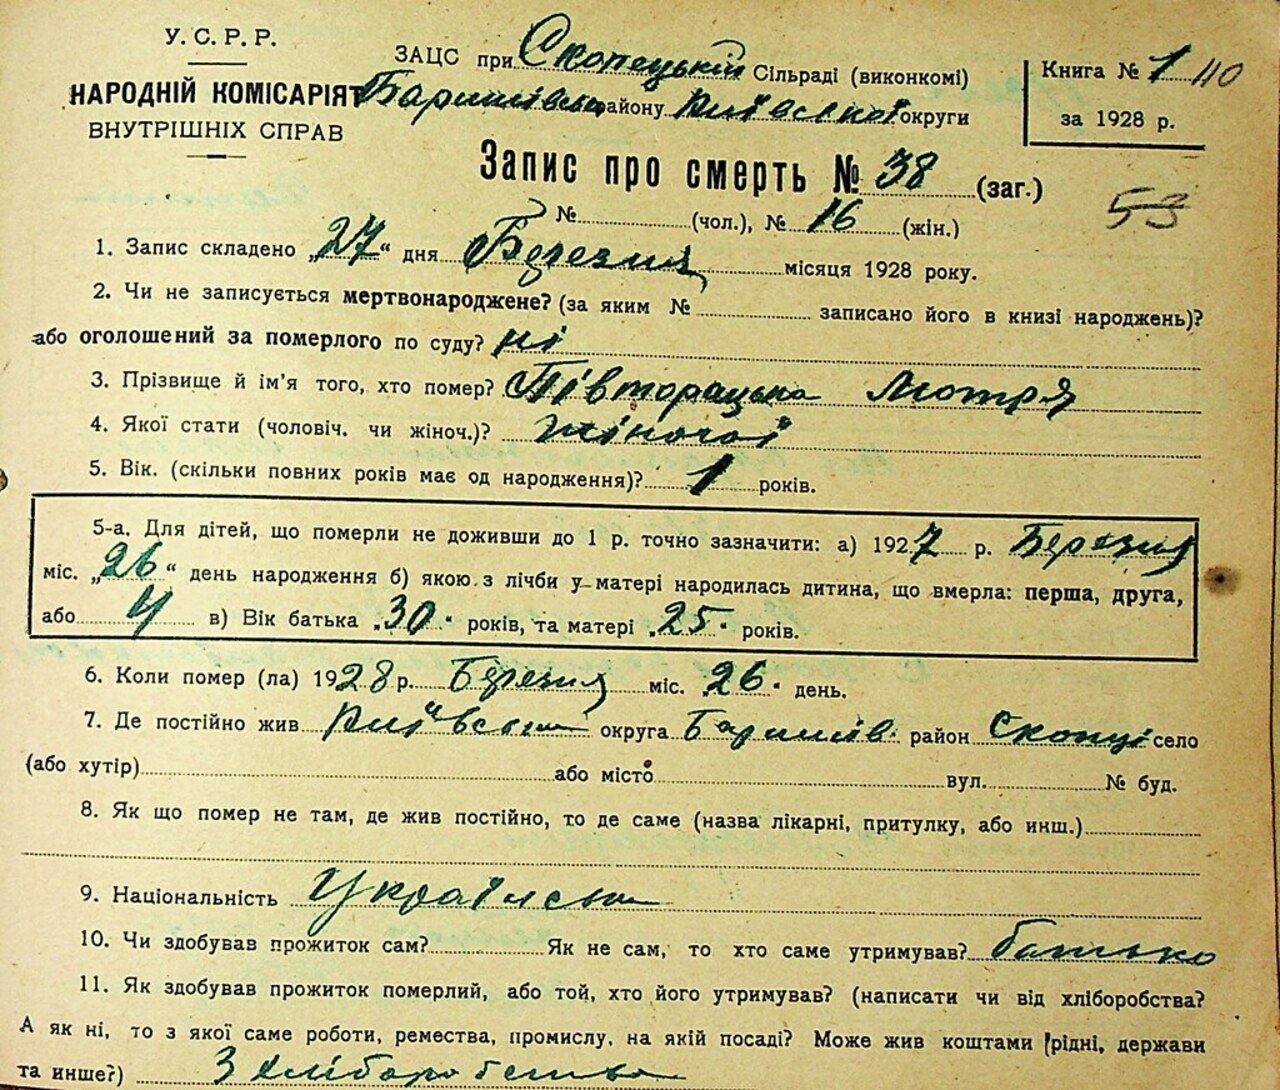 У. С. Р. Р.
НАРОДНІЙ КОМІСАРІЯТ
ВНУТРІШНІХ СПРАВ
ЗАЦС при Скопецькій Сільраді (виконкомі)
Баришівськ району Київської округи
Книга № 1 110
за 1928 р.
Запис про смерть № 38 (заг.)
53
№ (чол.), № 16 (жін.)
1. Запис складено „27“ дня Березня місяця 1928 року.
2. Чи не записується мертвонароджене? (за яким № записано його в книзі народжень)?
або оголошений за померлого по суду? ні
3. Прізвище й ім'я того, хто помер? Півторацька Мотря
4. Якої стати (чоловіч. чи жіноч.)? жіночої
5. Вік. (скільки повних років має од народження)? 1 років.
5-а. Для дітей, що померли не доживши до 1 р. точно зазначити: а) 1927 р. Березня
міс. „26“ день народження б) якою з лічби у матері народилась дитина, що вмерла: перша, друга,
або 4 в) Вік батька „30“ років, та матері „25“ років.
6. Коли помер (ла) 1928 р. Березня міс. „26“ день.
7. Де постійно жив Київська округа Баришів. район Скопці село
(або хутір) або місто вул. № буд.
8. Як що помер не там, де жив постійно, то де саме (назва лікарні, притулку, або инш.)
9. Національність Українська
10. Чи здобував прожиток сам? Як не сам, то хто саме утримував? батько
11. Як здобував прожиток померлий, або той, хто його утримував? (написати чи від хліборобства?
А як ні, то з якої саме роботи, ремества, промислу, на якій посаді? Може жив коштами (рідні, держави
та инше?) З хліборобства